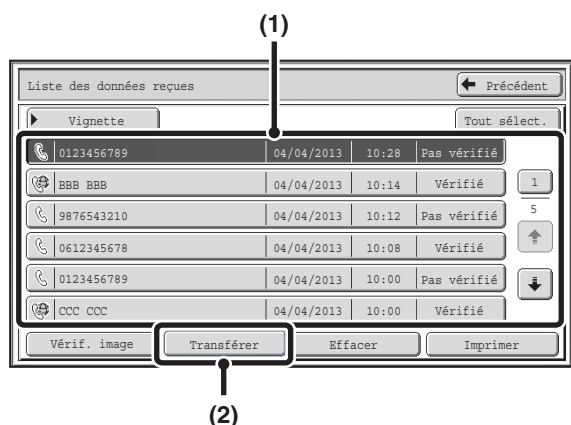 (1)
Liste des données reçues Précédent
Vignette Tout sélect.
0123456789 04/04/2013 10:28 Pas vérifié
BBB BBB 04/04/2013 10:14 Vérifié 1
9876543210 04/04/2013 10:12 Pas vérifié 5
0612345678 04/04/2013 10:08 Vérifié
0123456789 04/04/2013 10:00 Pas vérifié
CCC CCC 04/04/2013 10:00 Vérifié
Vérif. image Transférer Effacer Imprimer
(2)